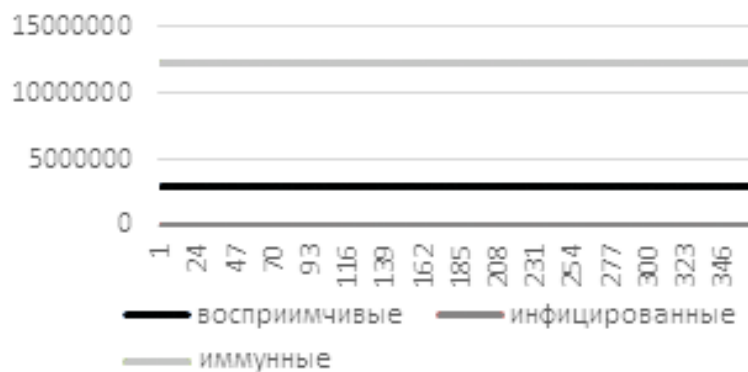 15000000
10000000
5000000
0
1 24 47 70 93 116 139 162 185 208 231 254 277 300 323 346
восприимчивые инфицированные
иммунные